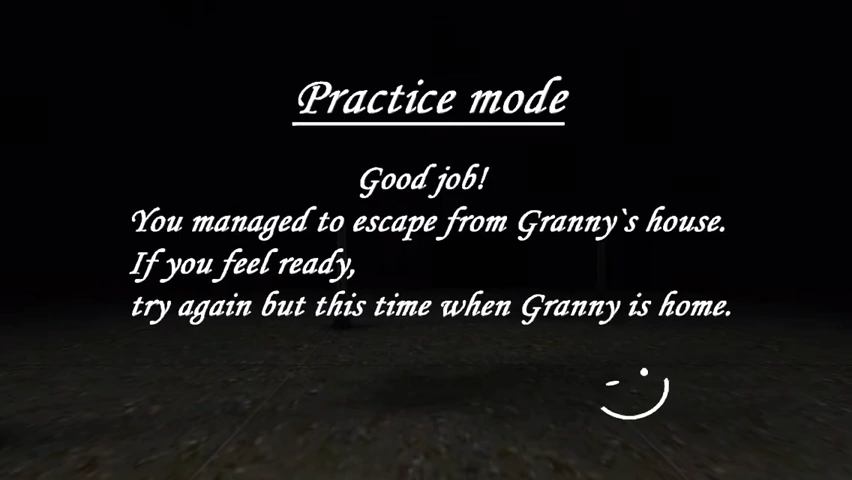 Practice mode
Good job!
You managed to escape from Granny`s house.
If you feel ready,
try again but this time when Granny is home.